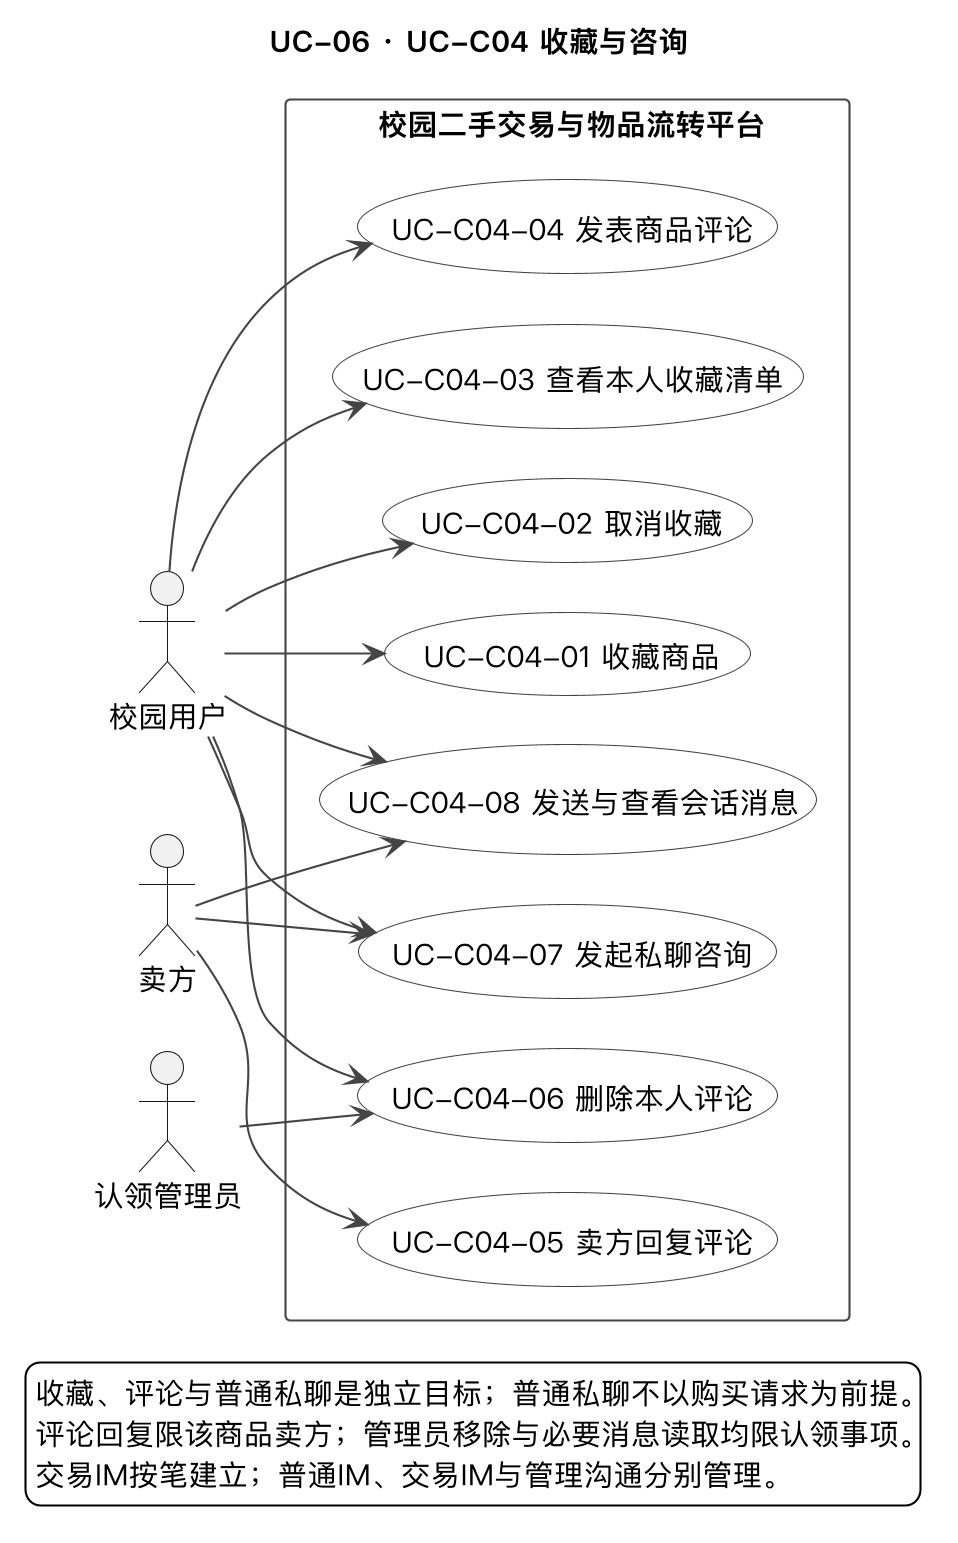 UC-06 · UC-C04 收藏与咨询
校园二手交易与物品流转平台
UC-C04-04 发表商品评论
UC-C04-03 查看本人收藏清单
UC-C04-02 取消收藏
UC-C04-01 收藏商品
校园用户
UC-C04-08 发送与查看会话消息
UC-C04-07 发起私聊咨询
卖方
UC-C04-06 删除本人评论
认领管理员
UC-C04-05 卖方回复评论
收藏、评论与普通私聊是独立目标；普通私聊不以购买请求为前提。
评论回复限该商品卖方；管理员移除与必要消息读取均限认领事项。
交易IM按笔建立；普通IM、交易IM与管理沟通分别管理。